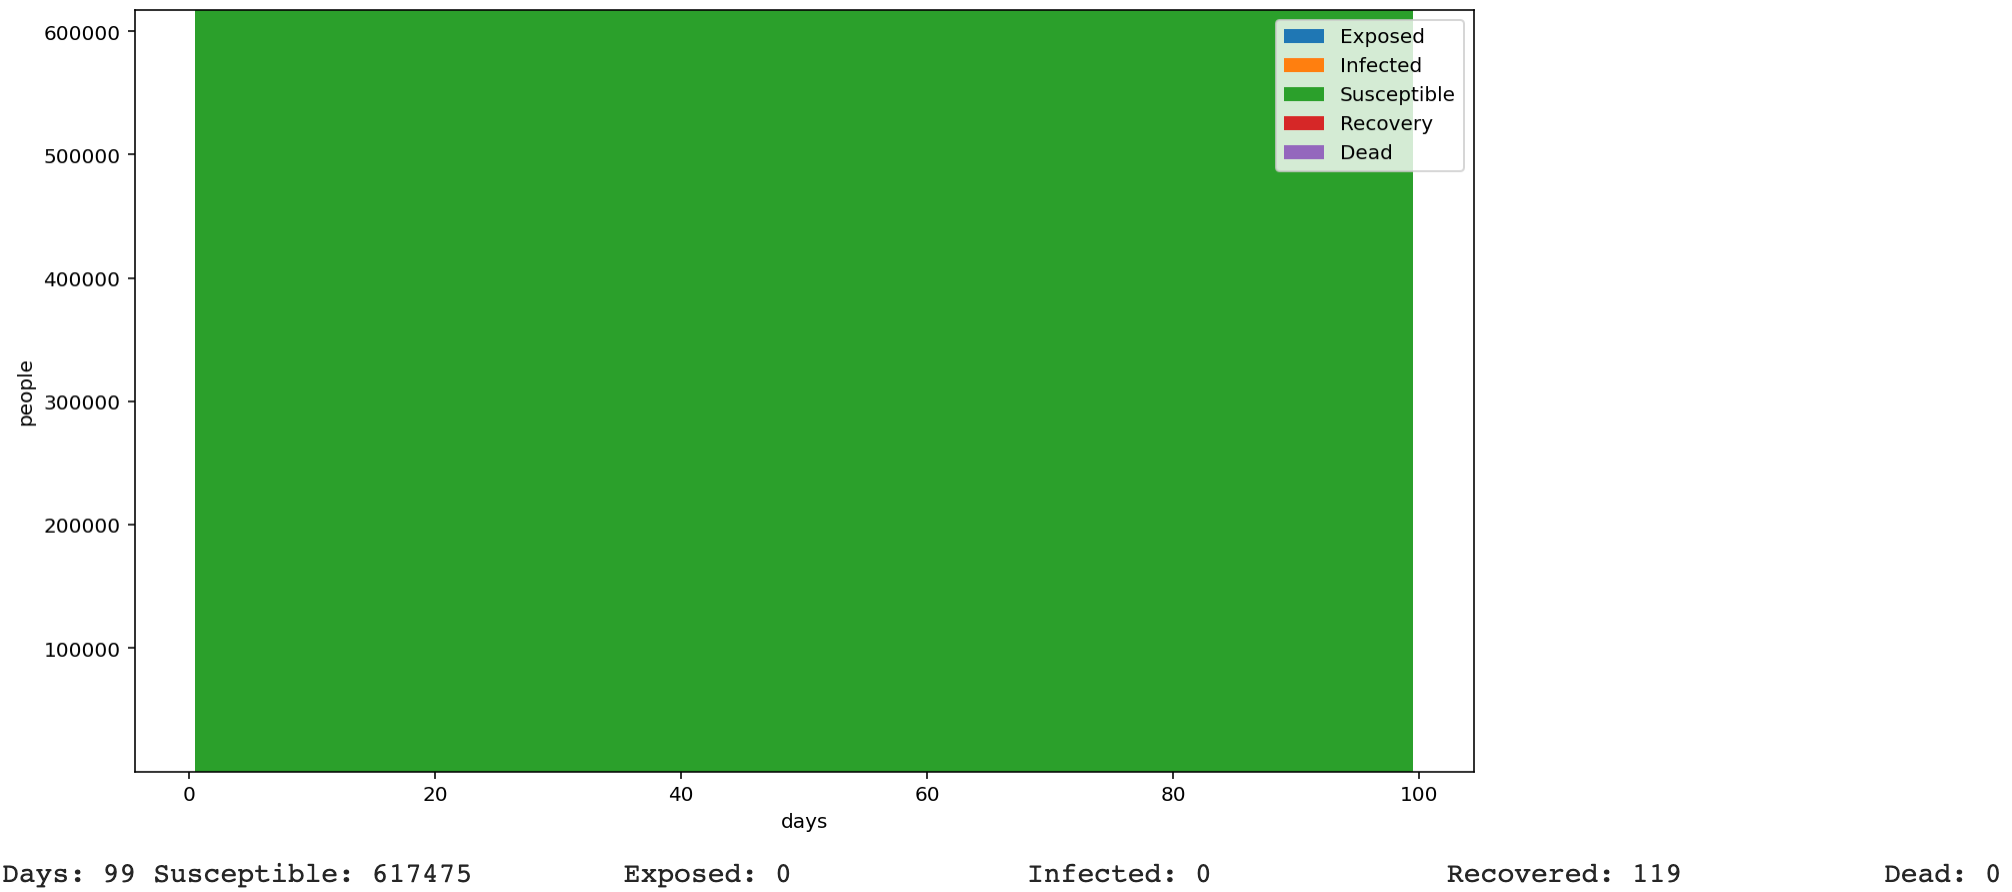 600000
500000
400000
300000
200000
100000
people
Exposed
Infected
Susceptible
Recovery
Dead
0 20 40 60 80 100
days
Days: 99 Susceptible: 617475 Exposed: 0 Infected: 0 Recovered: 119 Dead: 0